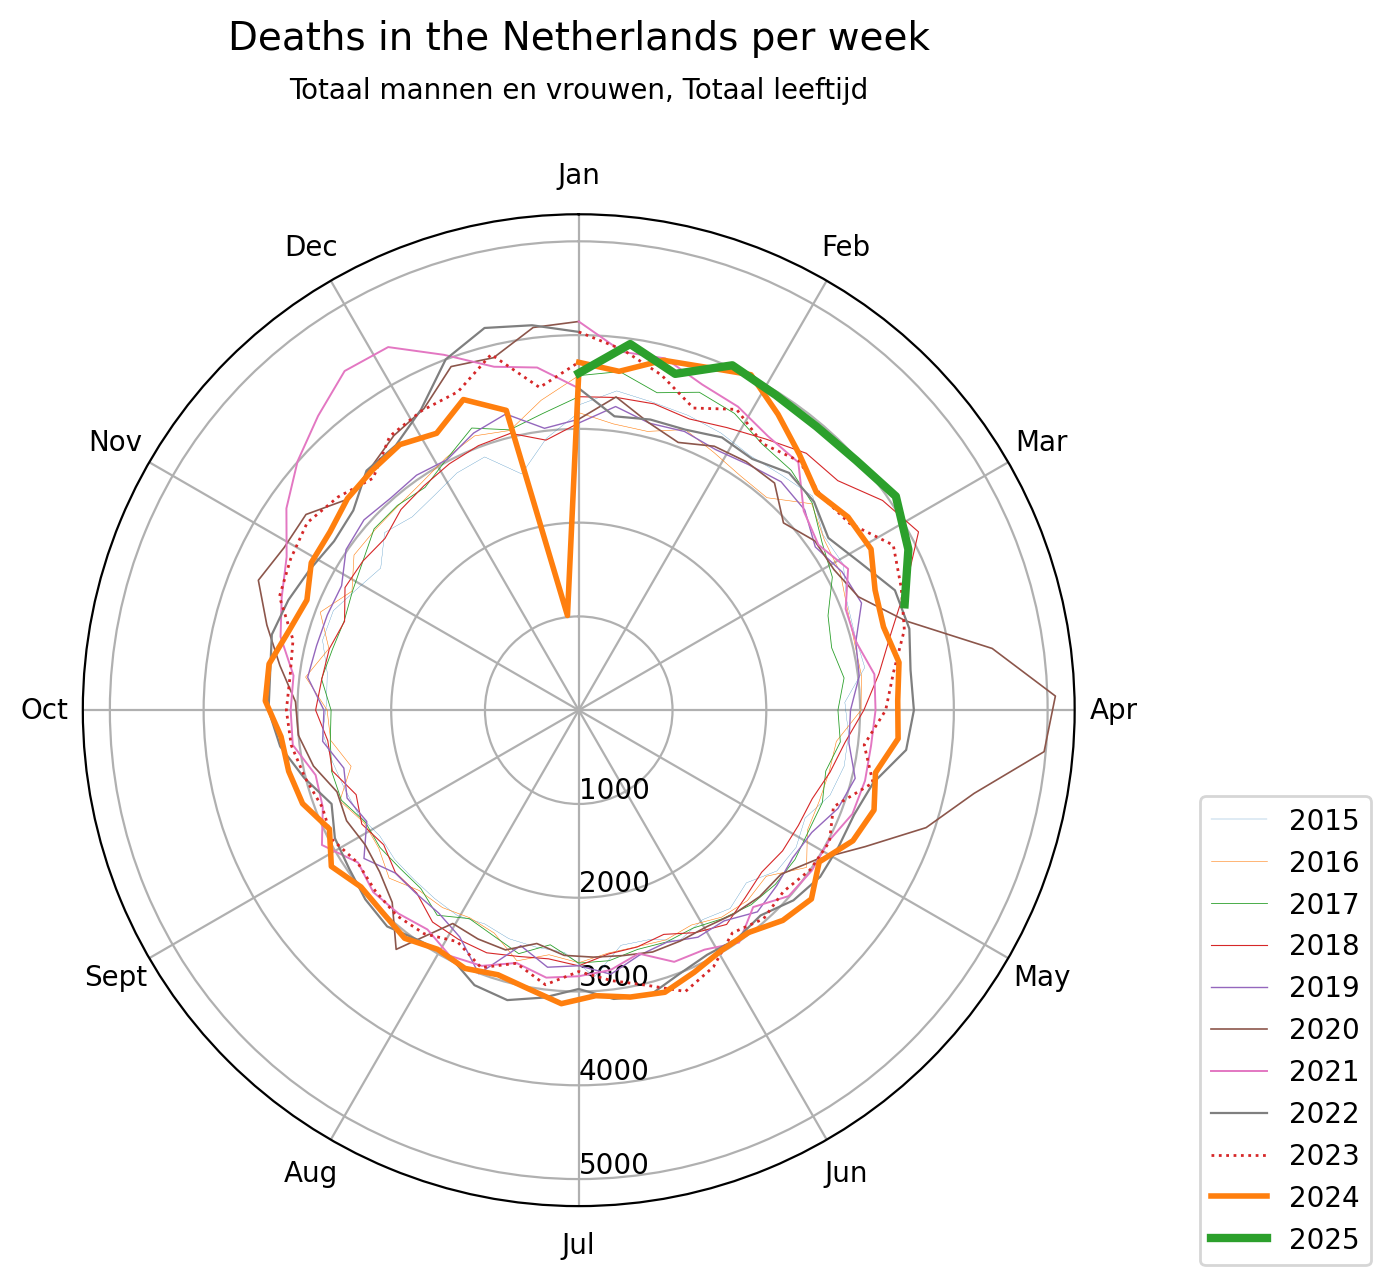 Deaths in the Netherlands per week
Totaal mannen en vrouwen, Totaal leeftijd
Jan
Dec
Feb
Nov
Mar
Oct
Apr
1000
2000
3000
4000
5000
Sept
May
Aug
Jun
Jul
2015
2016
2017
2018
2019
2020
2021
2022
2023
2024
2025